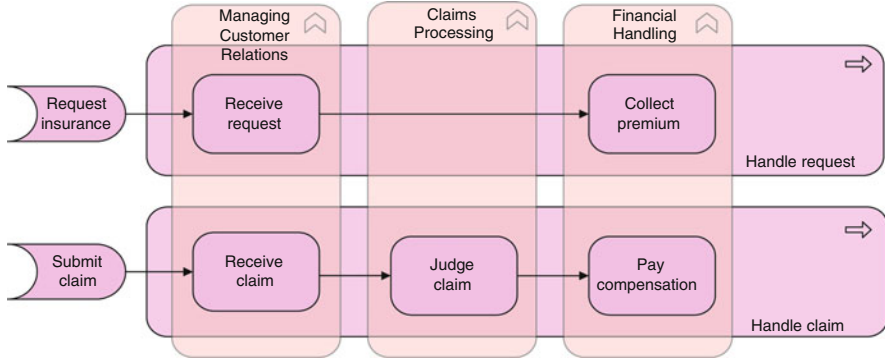 Managing
Customer
Relations
Claims
Processing
Financial
Handling
Request
insurance
Receive
request
Collect
premium
Handle request
Submit
claim
Receive
claim
Judge
claim
Pay
compensation
Handle claim